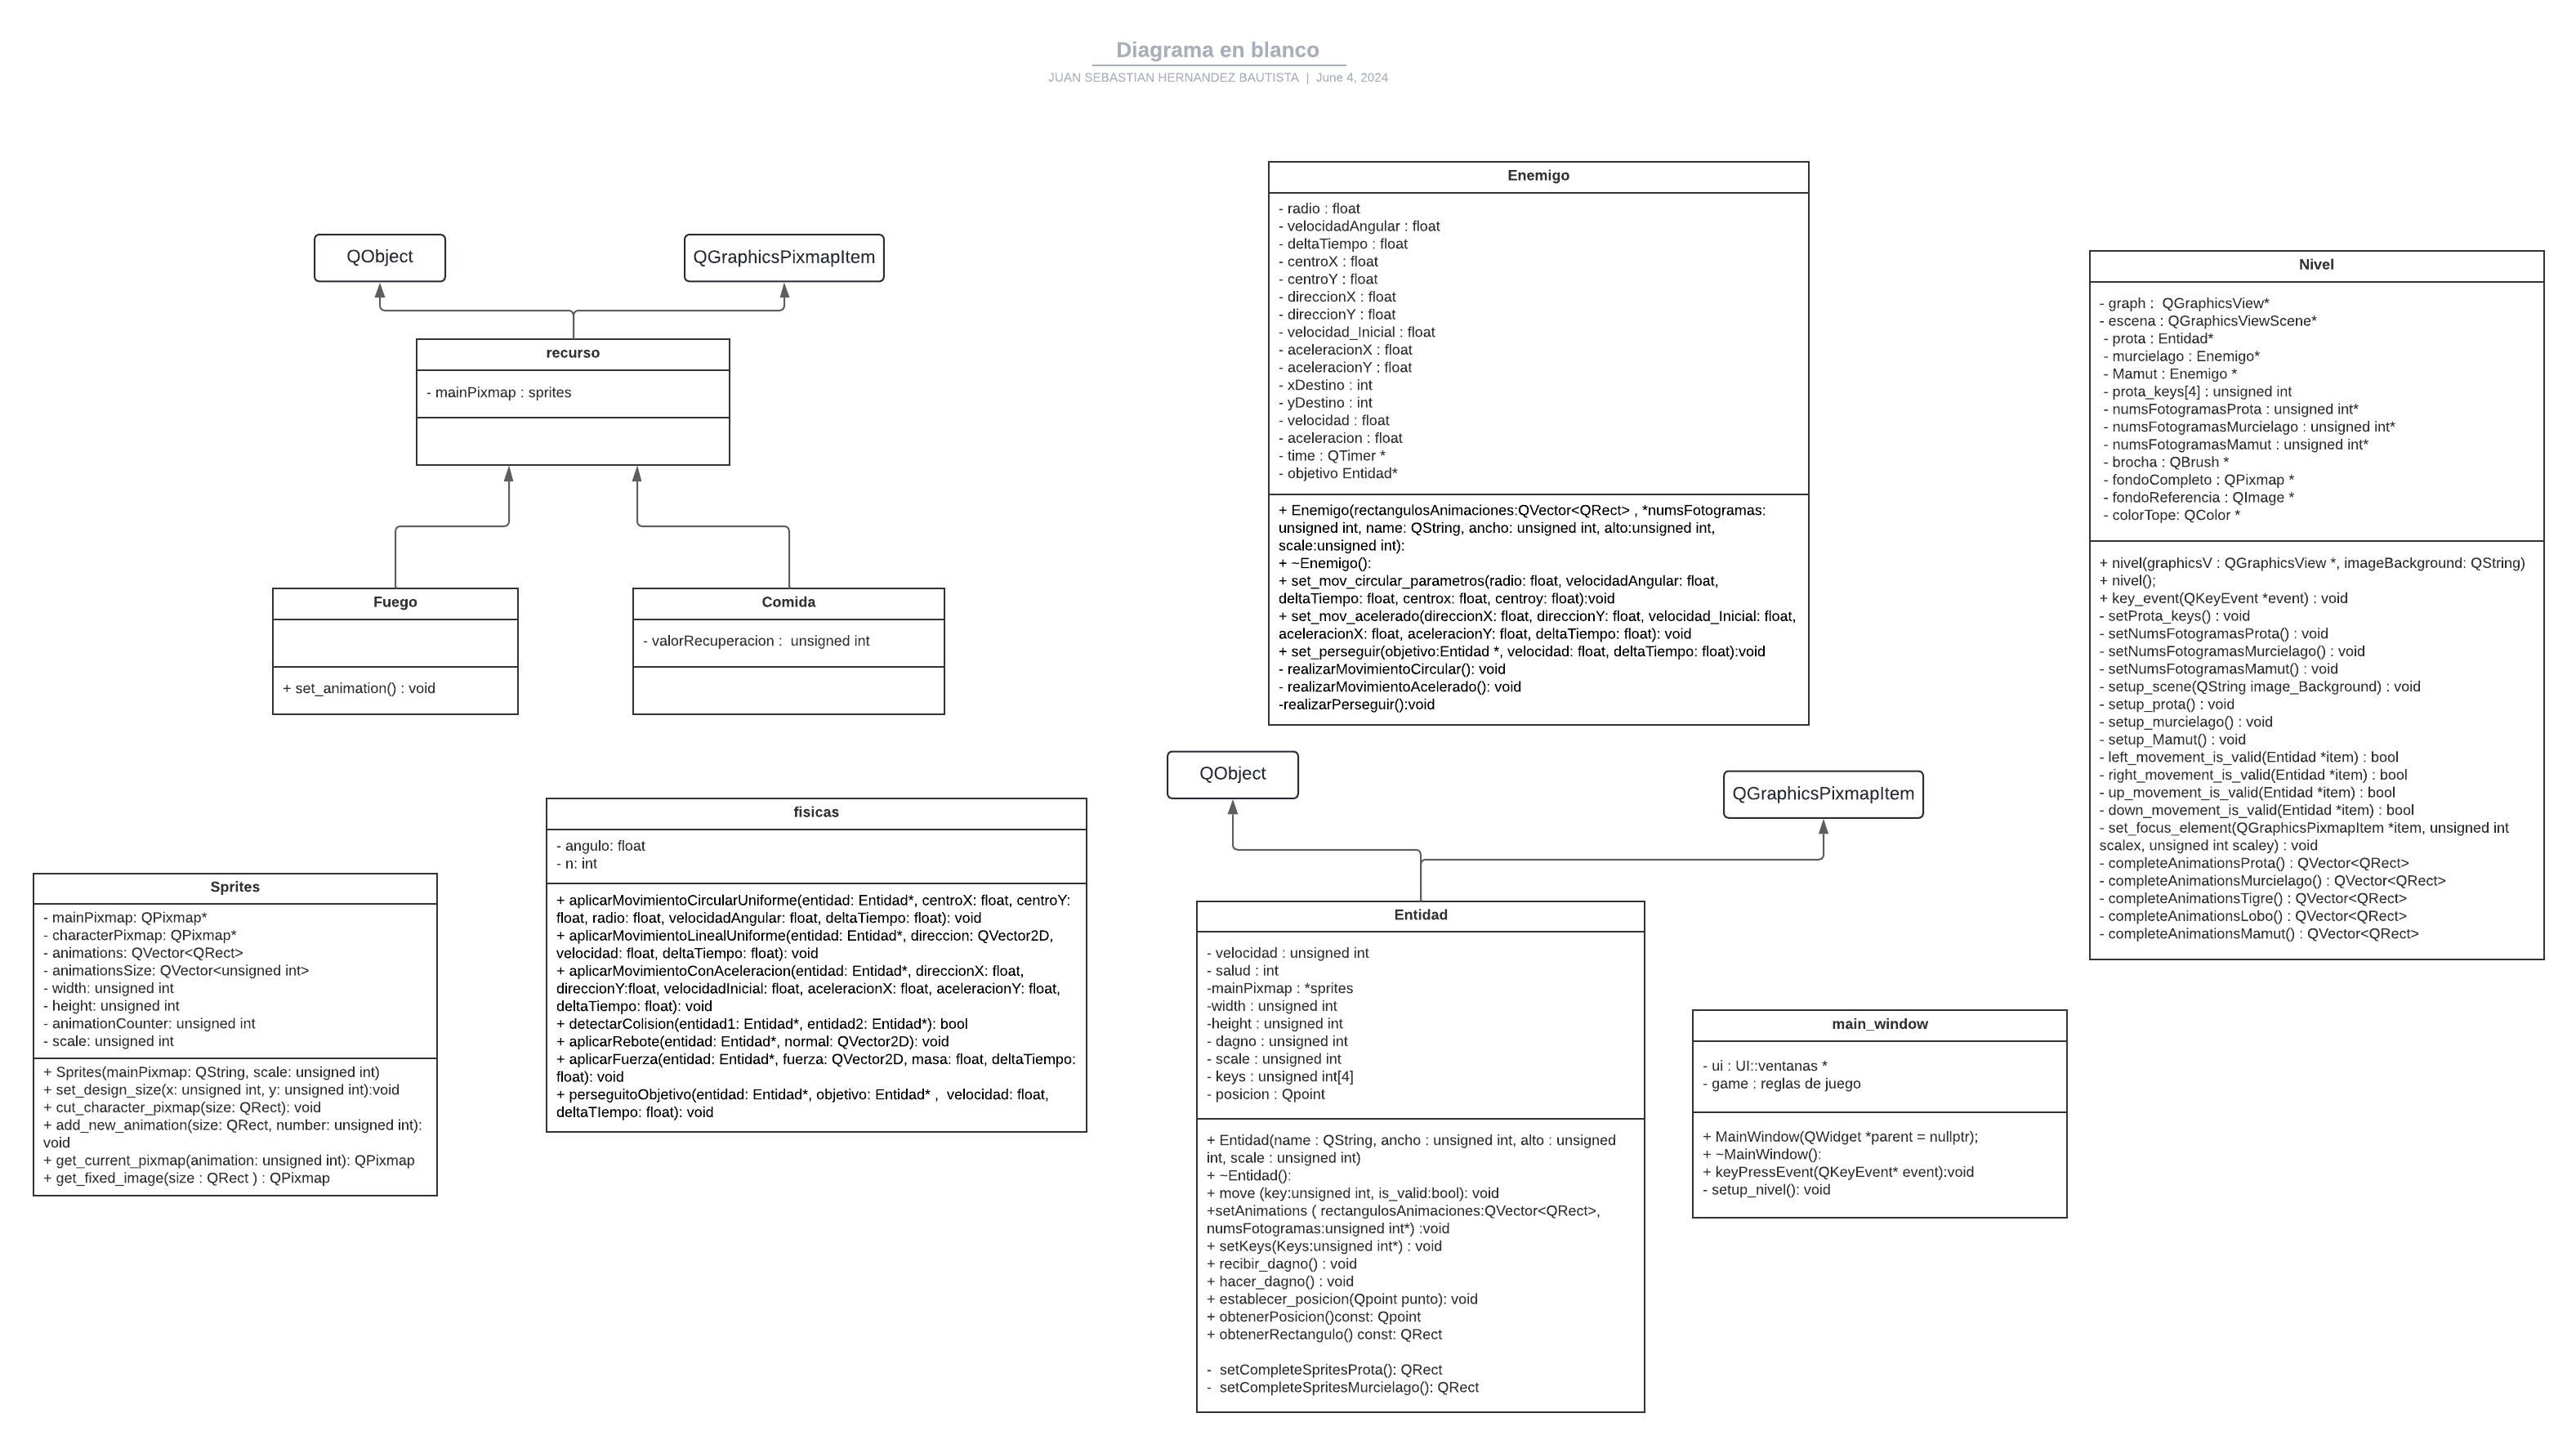 Diagrama en blanco
JUAN SEBASTIAN HERNANDEZ BAUTISTA | June 4, 2024
QObject
QGraphicsPixmapItem
recurso
- mainPixmap : sprites
Fuego
+ set_animation() : void
Comida
- valorRecuperacion :  unsigned int
Enemigo
- radio : float
- velocidadAngular : float
- deltaTiempo : float
- centroX : float
- centroY : float
- direccionX : float
- direccionY : float
- velocidad_Inicial : float
- aceleracionX : float
- aceleracionY : float
- xDestino : int
- yDestino : int
- velocidad : float
- aceleracion : float
- time : QTimer *
- objetivo Entidad*
+ Enemigo(rectangulosAnimaciones:QVector<QRect> , *numsFotogramas:
unsigned int, name: QString, ancho: unsigned int, alto:unsigned int,
scale:unsigned int):
+ ~Enemigo():
+ set_mov_circular_parametros(radio: float, velocidadAngular: float,
deltaTiempo: float, centrox: float, centroy: float):void
+ set_mov_acelerado(direccionX: float, direccionY: float, velocidad_Inicial: float,
aceleracionX: float, aceleracionY: float, deltaTiempo: float): void
+ set_perseguir(objetivo:Entidad *, velocidad: float, deltaTiempo: float):void
- realizarMovimientoCircular(): void
- realizarMovimientoAcelerado(): void
-realizarPerseguir():void
Nivel
- graph :  QGraphicsView*
- escena : QGraphicsViewScene*
- prota : Entidad*
- murcielago : Enemigo*
- Mamut : Enemigo *
- prota_keys[4] : unsigned int
- numsFotogramasProta : unsigned int*
- numsFotogramasMurcielago : unsigned int*
- numsFotogramasMamut : unsigned int*
- brocha : QBrush *
- fondoCompleto : QPixmap *
- fondoReferencia : QImage *
- colorTope: QColor *
+ nivel(graphicsV : QGraphicsView *, imageBackground: QString)
+ nivel();
+ key_event(QKeyEvent *event) : void
- setProta_keys() : void
- setNumsFotogramasProta() : void
- setNumsFotogramasMurcielago() : void
- setNumsFotogramasMamut() : void
- setup_scene(QString image_Background) : void
- setup_prota() : void
- setup_murcielago() : void
- setup_Mamut() : void
- left_movement_is_valid(Entidad *item) : bool
- right_movement_is_valid(Entidad *item) : bool
- up_movement_is_valid(Entidad *item) : bool
- down_movement_is_valid(Entidad *item) : bool
- set_focus_element(QGraphicsPixmapItem *item, unsigned int
scalex, unsigned int scaley) : void
- completeAnimationsProta() : QVector<QRect>
- completeAnimationsMurcielago() : QVector<QRect>
- completeAnimationsTigre() : QVector<QRect>
- completeAnimationsLobo() : QVector<QRect>
- completeAnimationsMamut() : QVector<QRect>
Sprites
- mainPixmap: QPixmap*
- characterPixmap: QPixmap*
- animations: QVector<QRect>
- animationsSize: QVector<unsigned int>
- width: unsigned int
- height: unsigned int
- animationCounter: unsigned int
- scale: unsigned int
+ Sprites(mainPixmap: QString, scale: unsigned int)
+ set_design_size(x: unsigned int, y: unsigned int):void
+ cut_character_pixmap(size: QRect): void
+ add_new_animation(size: QRect, number: unsigned int):
void
+ get_current_pixmap(animation: unsigned int): QPixmap
+ get_fixed_image(size : QRect ) : QPixmap
fisicas
- angulo: float
- n: int
+ aplicarMovimientoCircularUniforme(entidad: Entidad*, centroX: float, centroY:
float, radio: float, velocidadAngular: float, deltaTiempo: float): void
+ aplicarMovimientoLinealUniforme(entidad: Entidad*, direccion: QVector2D,
velocidad: float, deltaTiempo: float): void
+ aplicarMovimientoConAceleracion(entidad: Entidad*, direccionX: float,
direccionY:float, velocidadInicial: float, aceleracionX: float, aceleracionY: float,
deltaTiempo: float): void
+ detectarColision(entidad1: Entidad*, entidad2: Entidad*): bool
+ aplicarRebote(entidad: Entidad*, normal: QVector2D): void
+ aplicarFuerza(entidad: Entidad*, fuerza: QVector2D, masa: float, deltaTiempo:
float): void
+ perseguitoObjetivo(entidad: Entidad*, objetivo: Entidad* ,  velocidad: float,
deltaTIempo: float): void
QObject
QGraphicsPixmapItem
Entidad
- velocidad : unsigned int
- salud : int
-mainPixmap : *sprites
-width : unsigned int
-height : unsigned int
- dagno : unsigned int
- scale : unsigned int
- keys : unsigned int[4]
- posicion : Qpoint
+ Entidad(name : QString, ancho : unsigned int, alto : unsigned
int, scale : unsigned int)
+ ~Entidad():
+ move (key:unsigned int, is_valid:bool): void
+setAnimations ( rectangulosAnimaciones:QVector<QRect>,
numsFotogramas:unsigned int*) :void
+ setKeys(Keys:unsigned int*) : void
+ recibir_dagno() : void
+ hacer_dagno() : void
+ establecer_posicion(Qpoint punto): void
+ obtenerPosicion()const: Qpoint
+ obtenerRectangulo() const: QRect
-  setCompleteSpritesProta(): QRect
-  setCompleteSpritesMurcielago(): QRect
main_window
- ui : UI::ventanas *
- game : reglas de juego
+ MainWindow(QWidget *parent = nullptr);
+ ~MainWindow():
+ keyPressEvent(QKeyEvent* event):void
- setup_nivel(): void